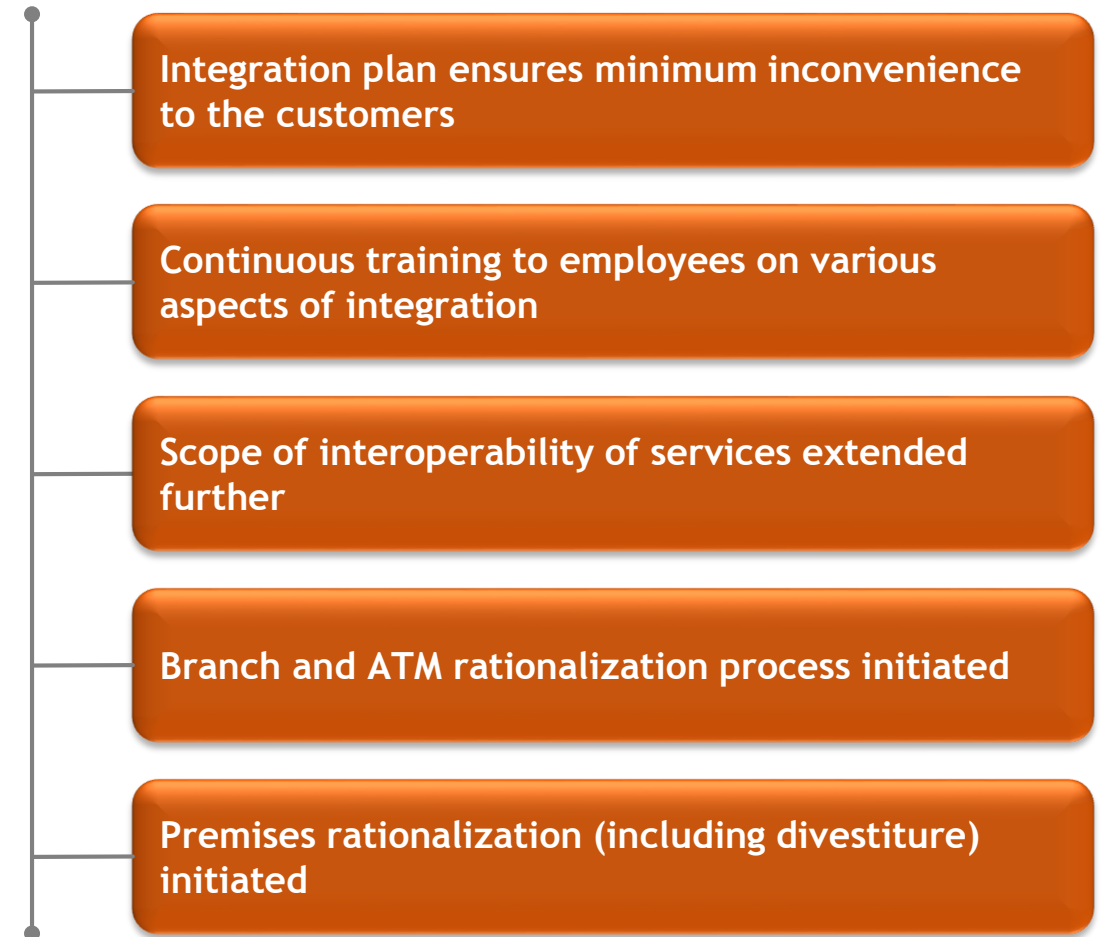 Integration plan ensures minimum inconvenience
to the customers
Continuous training to employees on various
aspects of integration
Scope of interoperability of services extended
further
Branch and ATM rationalization process initiated
Premises rationalization (including divestiture)
initiated